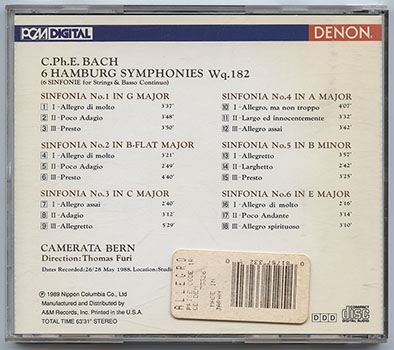 PCM DIGITAL
DENON
C.Ph.E. BACH
6 HAMBURG SYMPHONIES Wq.182
(6 SINFONIE for Strings & Basso Continuo)
SINFONIA No.1 IN G MAJOR
1 I-Allegro di molto 3'37"
2 II-Poco Adagio 3'48"
3 III-Presto 3'50"
SINFONIA No.2 IN B-FLAT MAJOR
4 I-Allegro di molto 3'21"
5 II-Poco Adagio 2'49"
6 III-Presto 4'40"
SINFONIA No.3 IN C MAJOR
7 I-Allegro assai 2'40"
8 II-Adagio 3'12"
9 III-Allegretto 3'57"
SINFONIA No.4 IN A MAJOR
10 I-Allegro, ma non troppo 4'07"
11 II-Largo ed innocentemente 3'32"
12 III-Allegro assai 4'42"
SINFONIA No.5 IN B MINOR
13 I-Allegretto 3'57"
14 II-Larghetto 2'42"
15 III-Presto 3'25"
SINFONIA No.6 IN E MAJOR
16 I-Allegro di molto 2'16"
17 II-Poco Andante 3'14"
18 III-Allegro spirituoso 3'10"
CAMERATA BERN
Direction: Thomas Furi
Dates Recorded: 26/28 May 1988, Location:
ALLEGRO
℗ 1989 Nippon Columbia Co., Ltd
Manufactured and Distributed by
A&M Records, Inc. Printed in the U.S.A.
TOTAL TIME 63'31" STEREO
DDD
COMPACT
disc
DIGITAL AUDIO